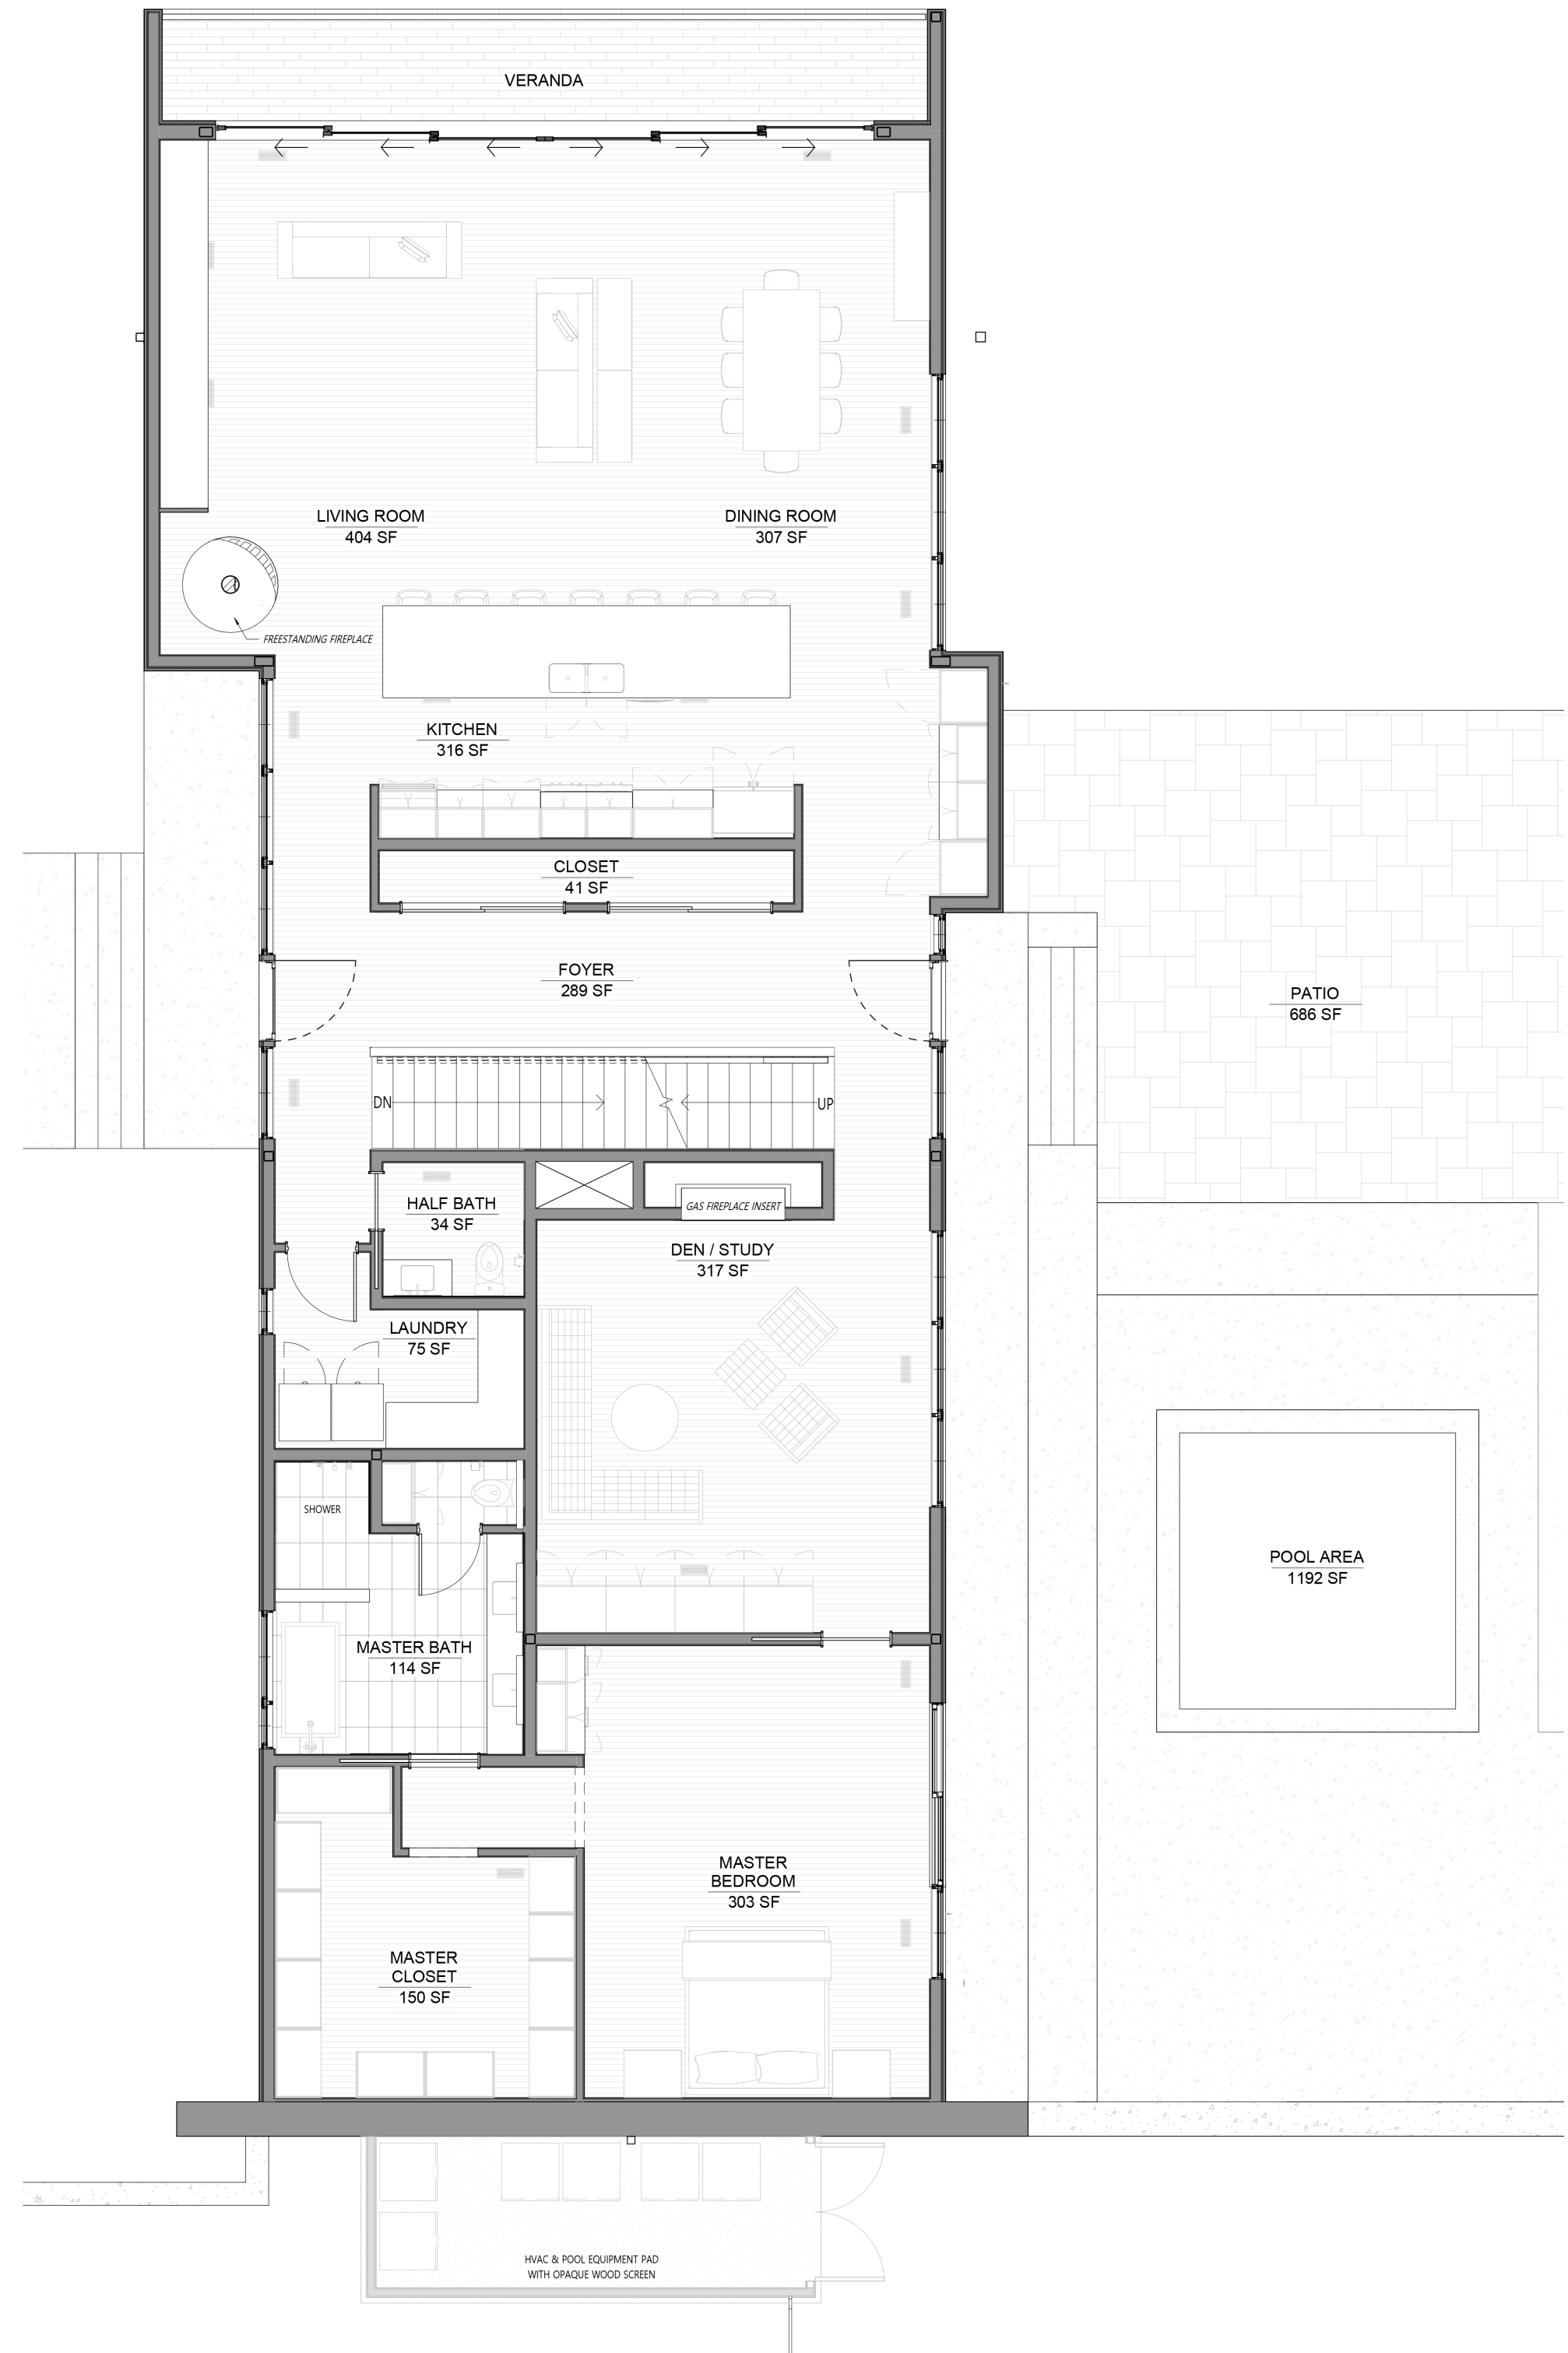 VERANDA
LIVING ROOM
404 SF
DINING ROOM
307 SF
FREESTANDING FIREPLACE
KITCHEN
316 SF
CLOSET
41 SF
FOYER
289 SF
PATIO
686 SF
DN
UP
HALF BATH
34 SF
GAS FIREPLACE INSERT
DEN / STUDY
317 SF
LAUNDRY
75 SF
SHOWER
POOL AREA
1192 SF
MASTER BATH
114 SF
MASTER
BEDROOM
303 SF
MASTER
CLOSET
150 SF
HVAC & POOL EQUIPMENT PAD
WITH OPAQUE WOOD SCREEN